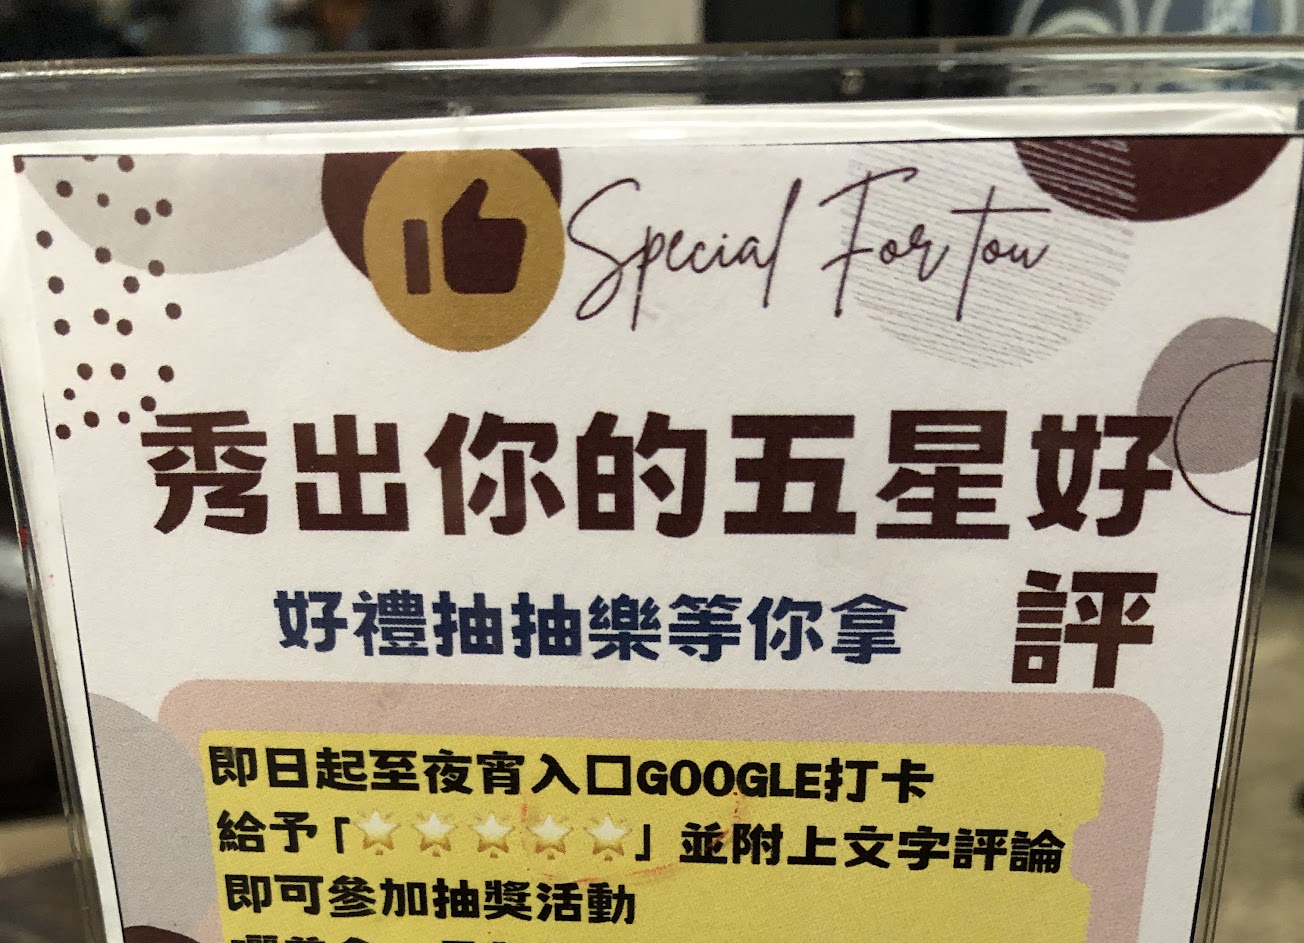 Special For You
秀出你的五星好
評
好禮抽抽樂等你拿
即日起至夜宵入口GOOGLE打卡
給予「⭐⭐⭐⭐⭐」並附上文字評論
即可參加抽獎活動